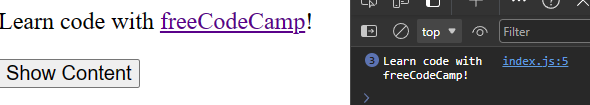 Learn code with freeCodeCamp!
Show Content
top
Filter
3 Learn code with index.js:5
freeCodeCamp!